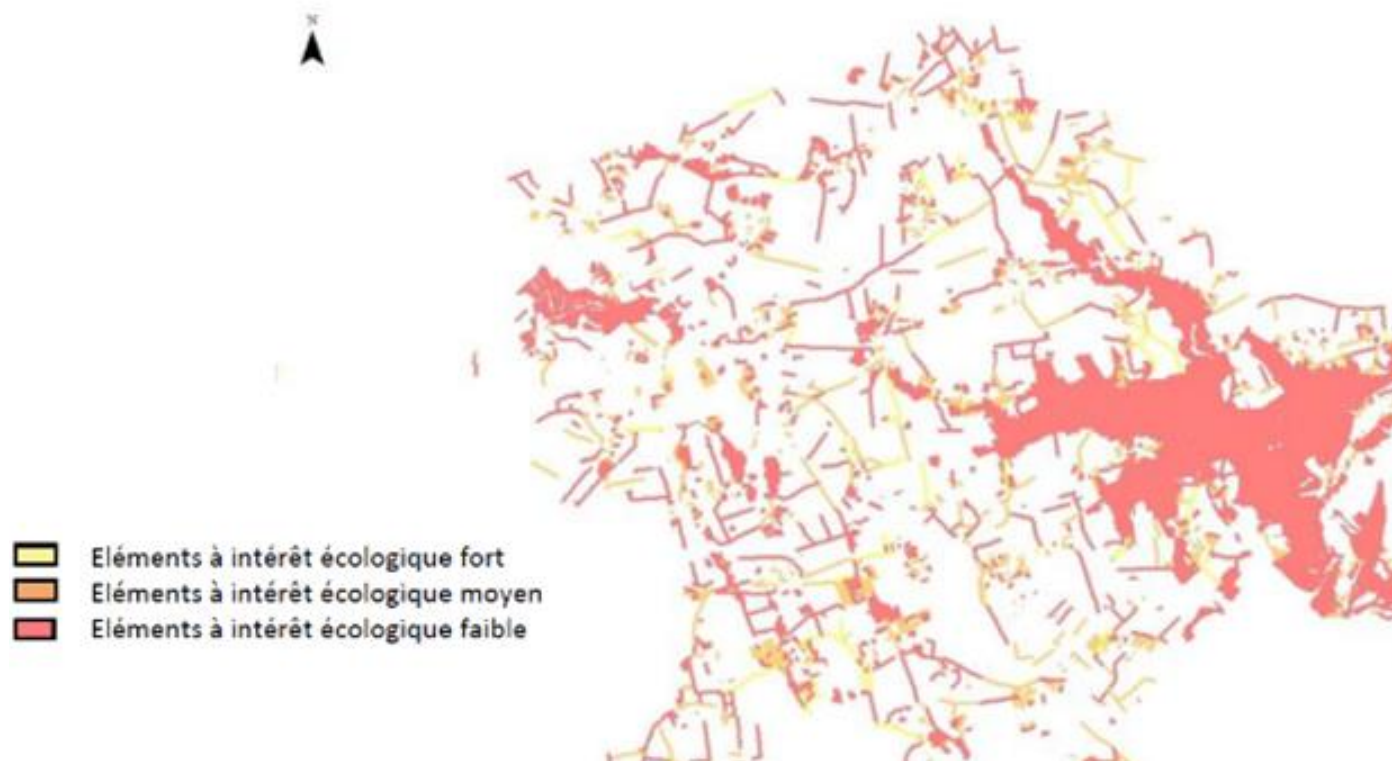 N
Eléments à intérêt écologique fort
Eléments à intérêt écologique moyen
Eléments à intérêt écologique faible